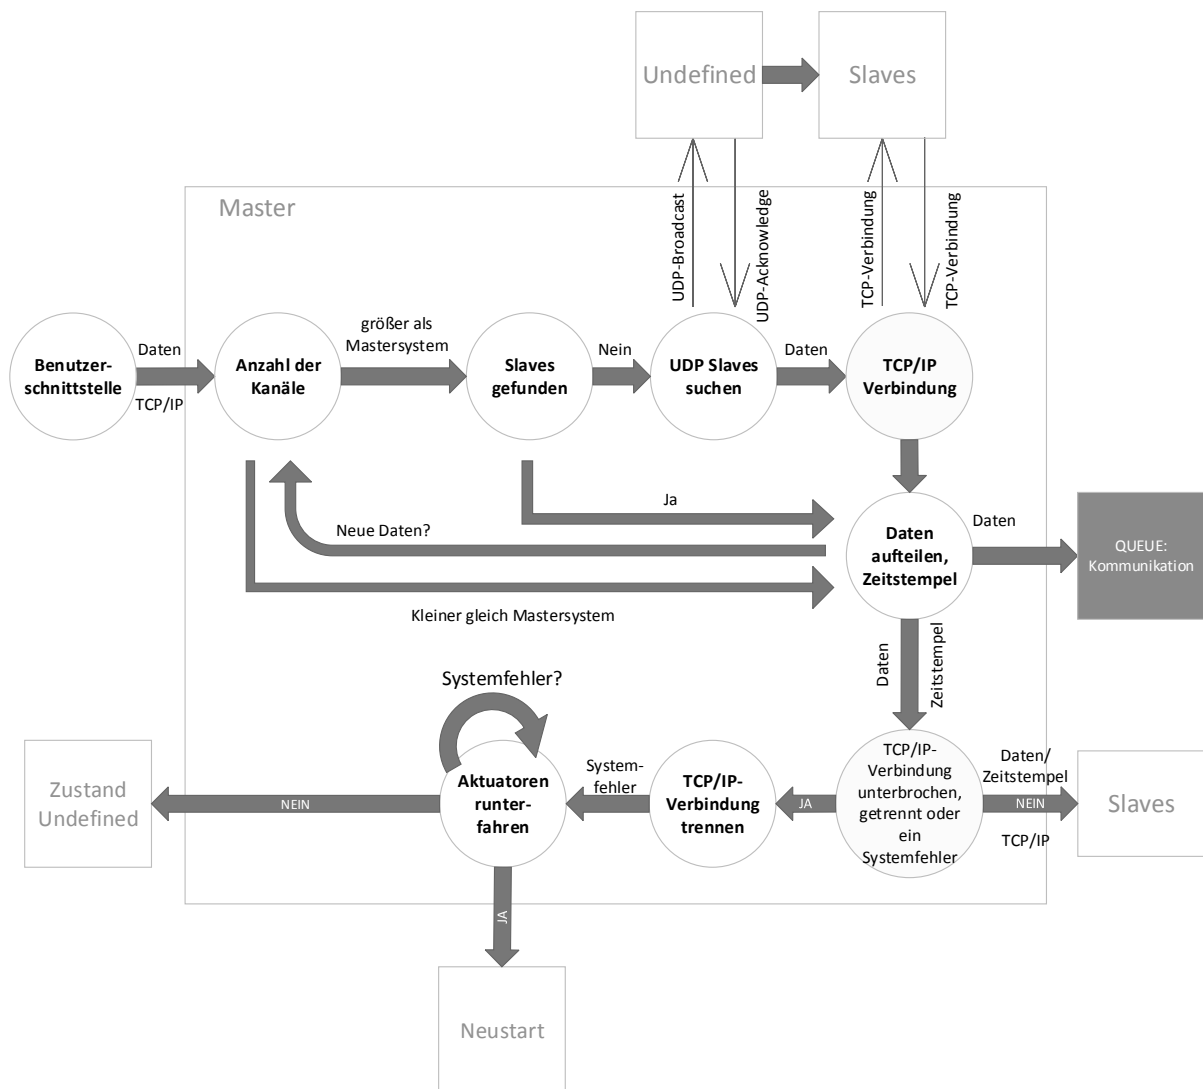 Undefined
Slaves
Master
UDP-Broadcast
UDP-Acknowledge
TCP-Verbindung
TCP-Verbindung
Benutzer-
schnittstelle
Daten
TCP/IP
Anzahl der
Kanäle
größer als
Mastersystem
Slaves
gefunden
Nein
UDP Slaves
suchen
Daten
TCP/IP
Verbindung
Ja
Neue Daten?
Kleiner gleich Mastersystem
Daten
aufteilen,
Zeitstempel
Daten
QUEUE:
Kommunikation
Daten
Zeitstempel
Systemfehler?
Zustand
Undefined
NEIN
Aktuatoren
runter-
fahren
System-
fehler
TCP/IP-
Verbindung
trennen
JA
TCP/IP-
Verbindung
unterbrochen,
getrennt oder
ein
Systemfehler
Daten/
Zeitstempel
NEIN
TCP/IP
Slaves
JA
Neustart